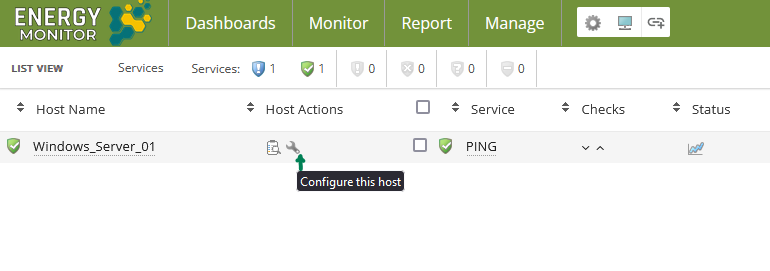 ENERGY
MONITOR
Dashboards Monitor Report Manage
LIST VIEW Services Services: 1 1 0 0 0 0
Host Name Host Actions Service Checks Status
Windows_Server_01 PING
Configure this host